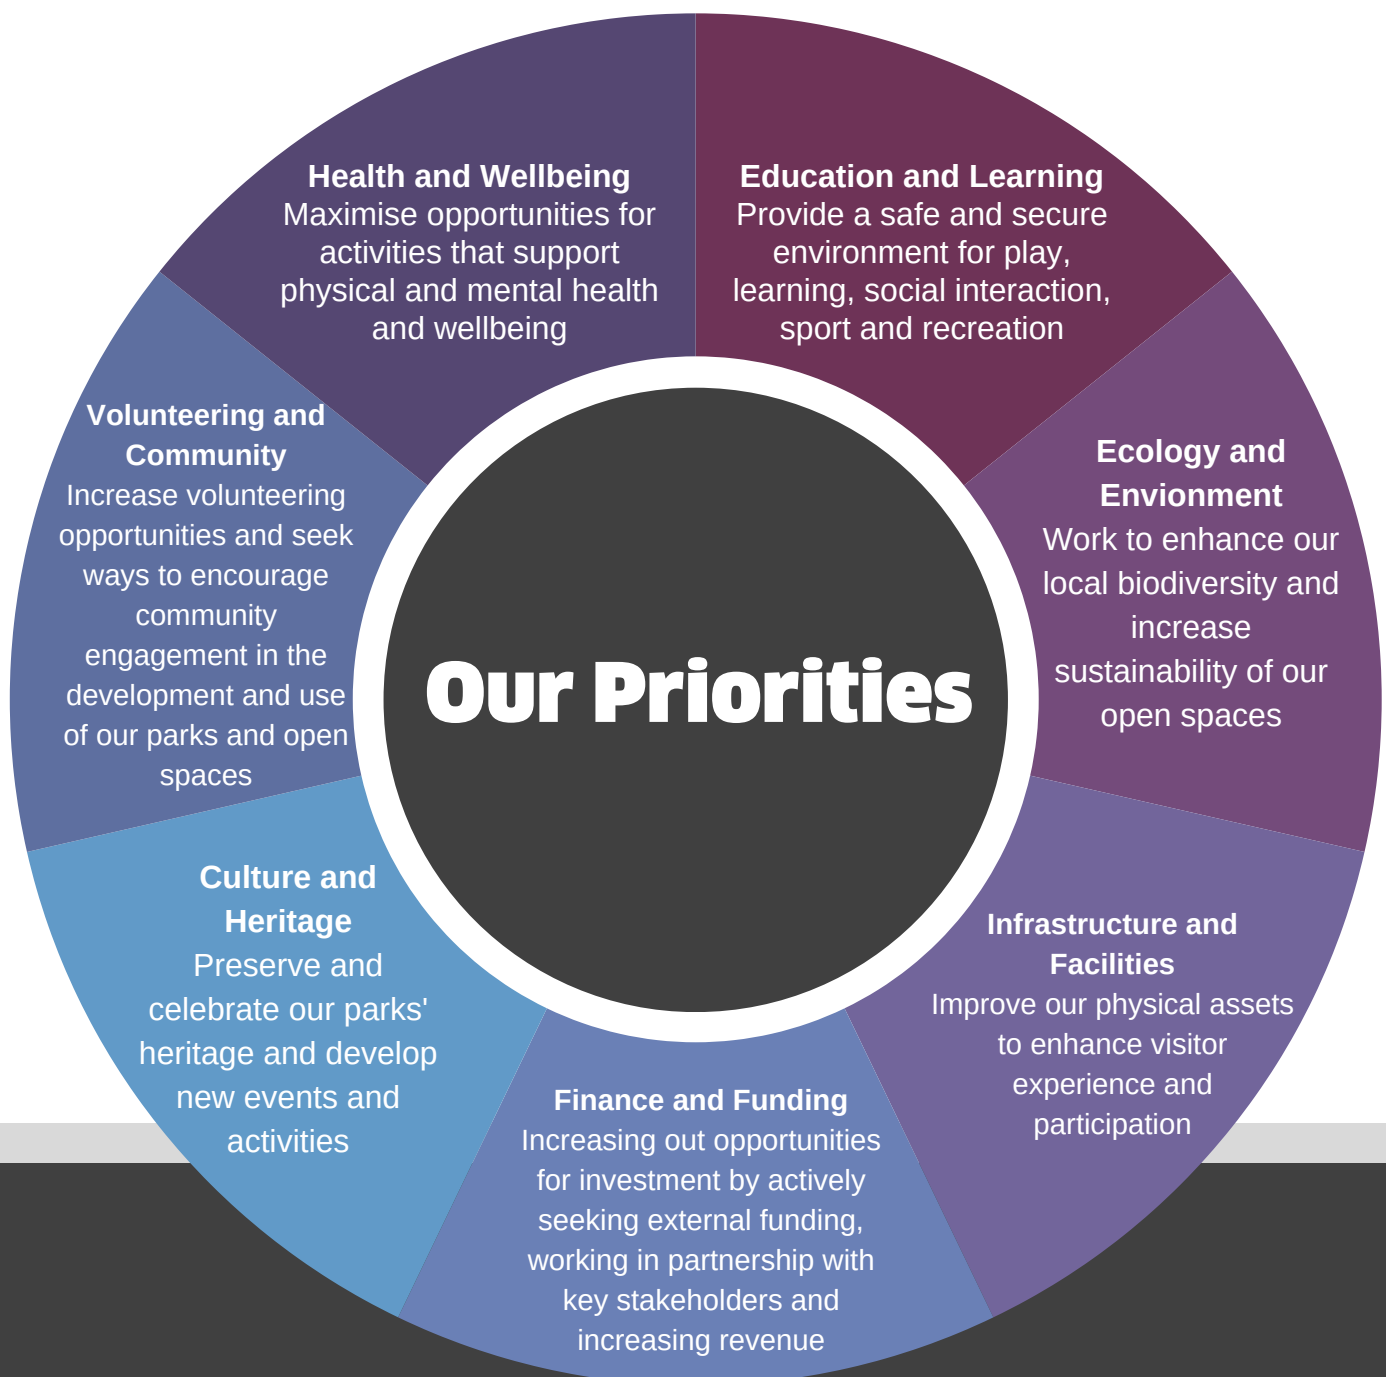 Health and Wellbeing
Maximise opportunities for
activities that support
physical and mental health
and wellbeing
Education and Learning
Provide a safe and secure
environment for play,
learning, social interaction,
sport and recreation
Ecology and
Envionment
Work to enhance our
local biodiversity and
increase
sustainability of our
open spaces
Infrastructure and
Facilities
Improve our physical assets
to enhance visitor
experience and
participation
Finance and Funding
Increasing out opportunities
for investment by actively
seeking external funding,
working in partnership with
key stakeholders and
increasing revenue
Culture and
Heritage
Preserve and
celebrate our parks'
heritage and develop
new events and
activities
Volunteering and
Community
Increase volunteering
opportunities and seek
ways to encourage
community
engagement in the
development and use
of our parks and open
spaces
Our Priorities